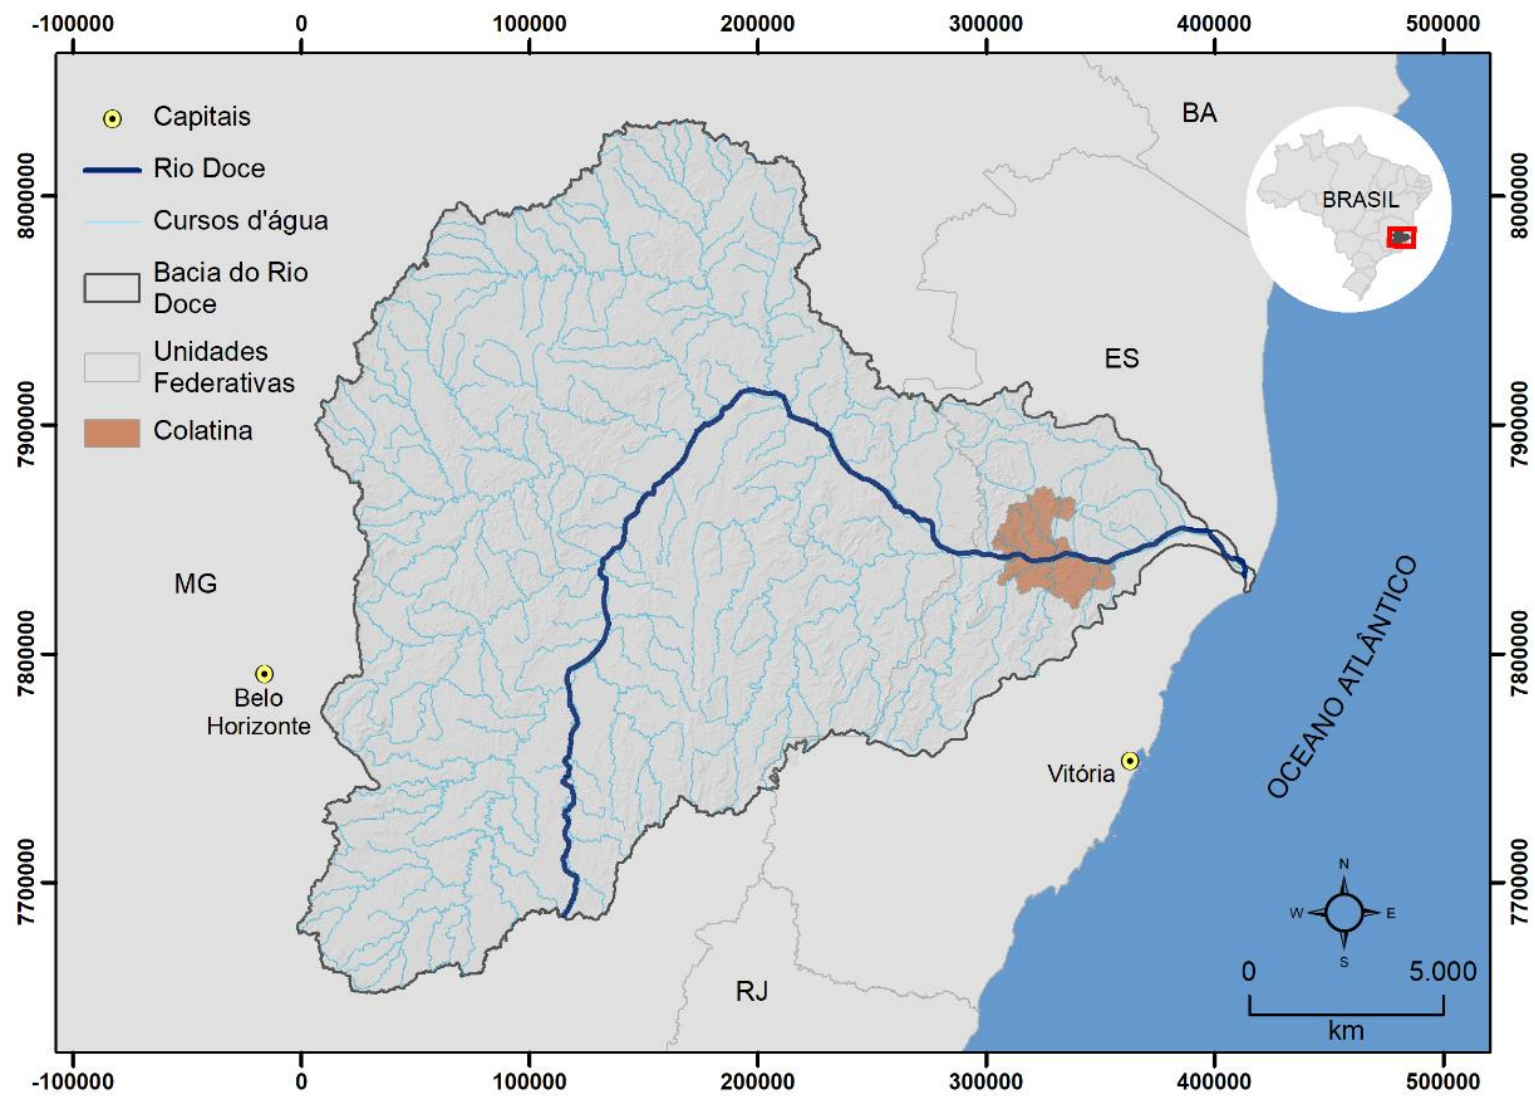 -100000 0 100000 200000 300000 400000 500000
Capitais
Rio Doce
Cursos d'água
Bacia do Rio
Doce
Unidades
Federativas
Colatina
BA
BRASIL
ES
MG
Belo
Horizonte
Vitória
OCEANO ATLÂNTICO
RJ
N
W E
S
0 5.000
km
8000000
7900000
7800000
7700000
8000000
7900000
7800000
7700000
-100000 0 100000 200000 300000 400000 500000